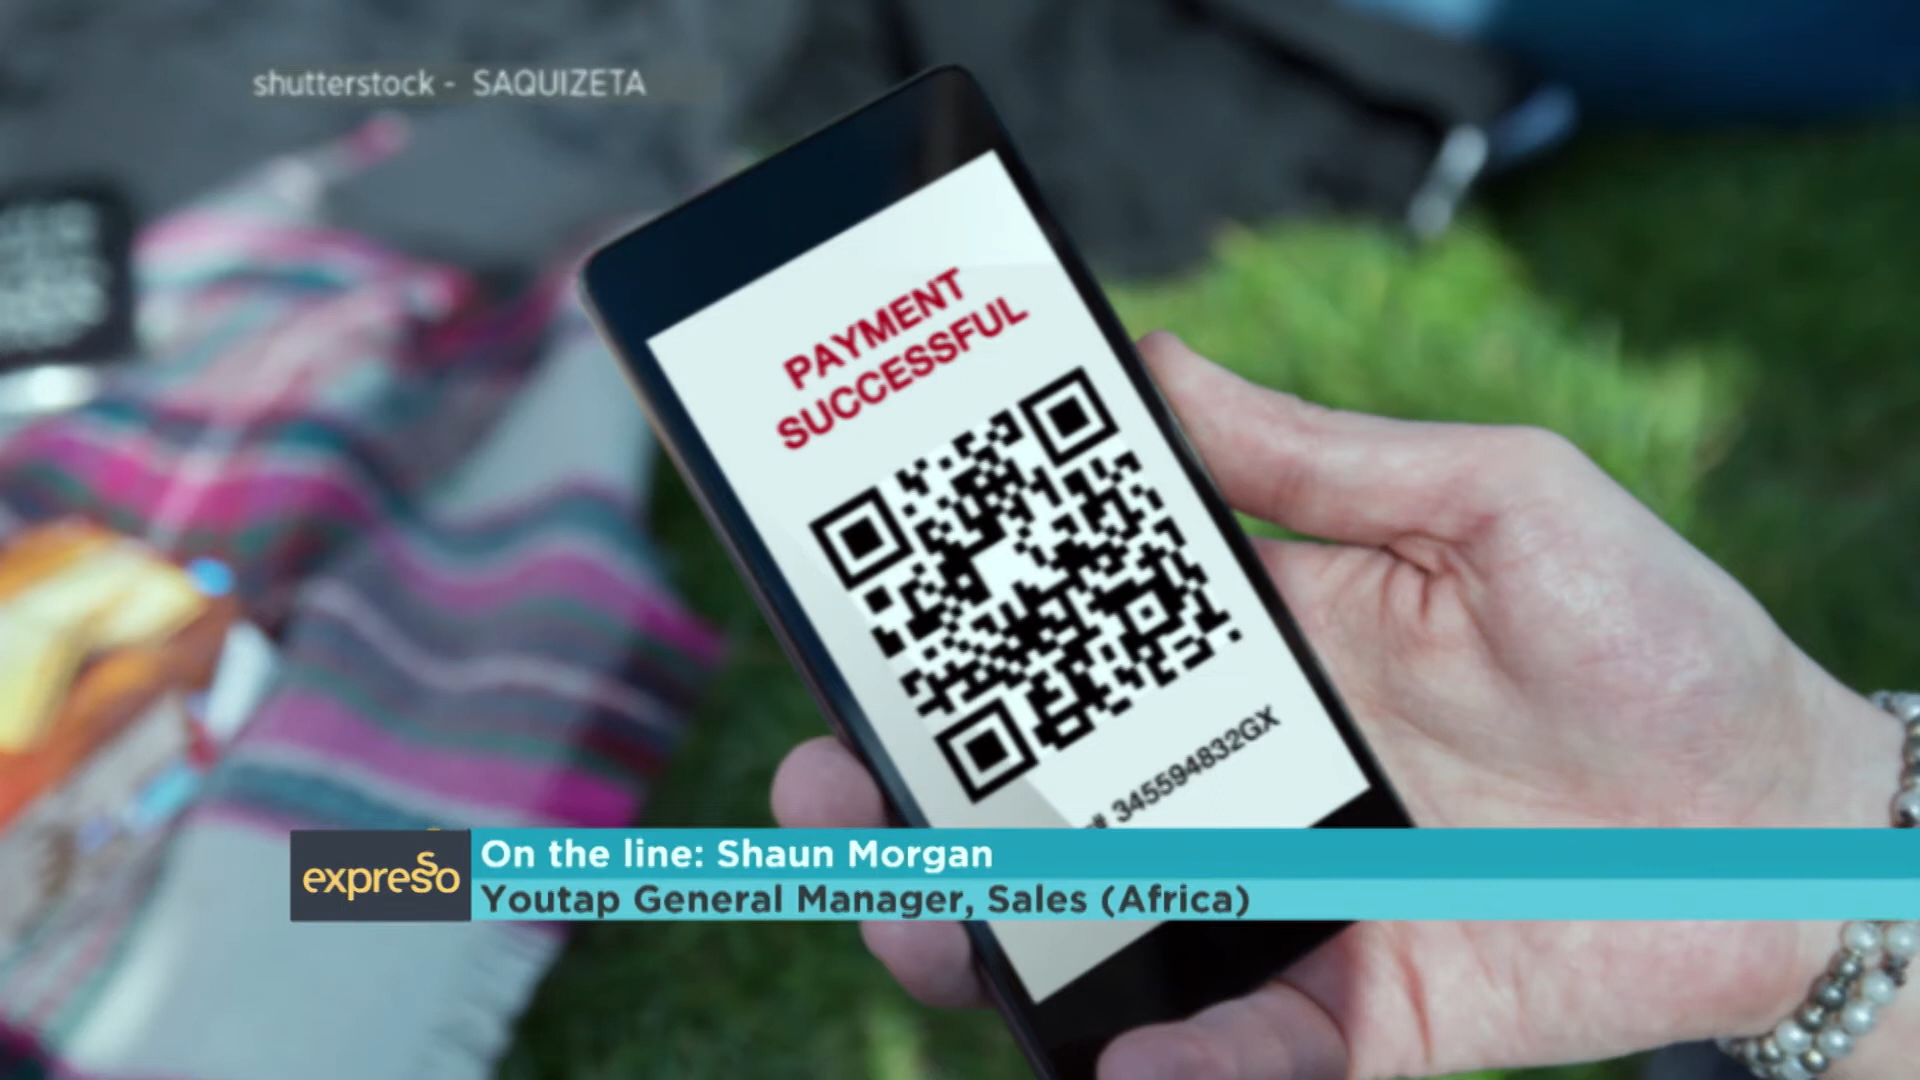 shutterstock - SAQUIZETA
PAYMENT
SUCCESSFUL
# 345594832GX
expresso
On the line: Shaun Morgan
Youtap General Manager, Sales (Africa)